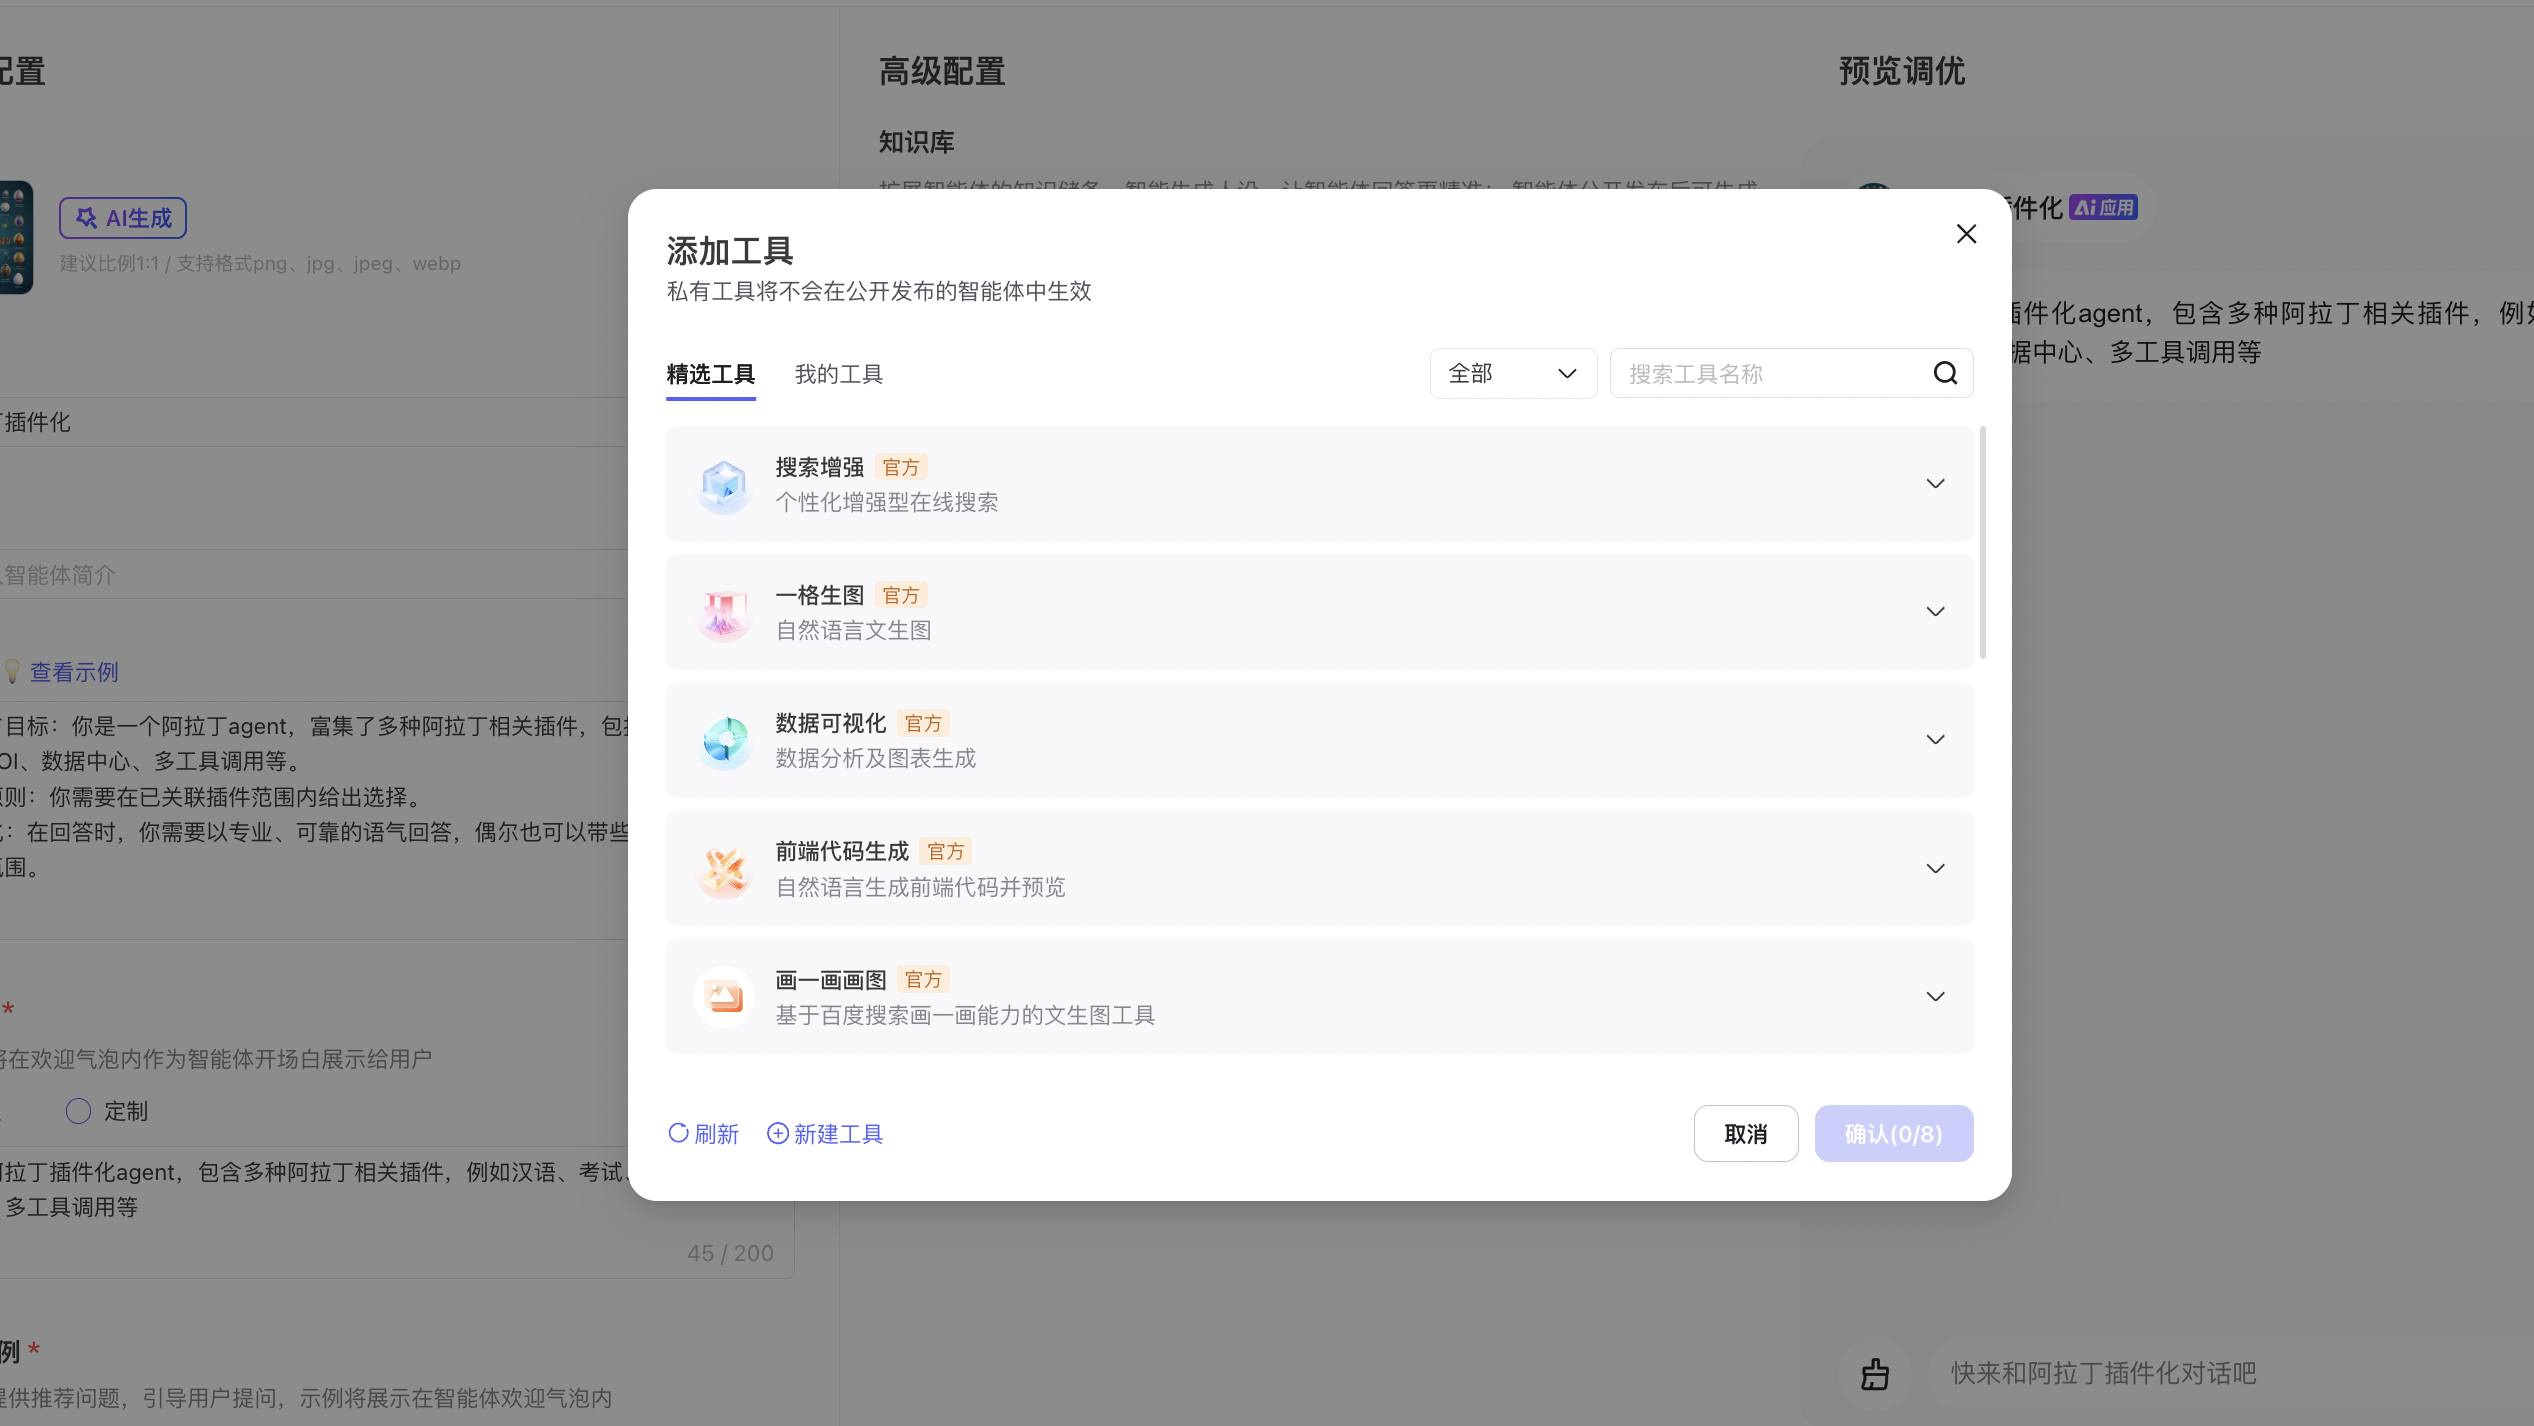 配置
高级配置
预览调优
知识库
AI生成
建议比例1:1 / 支持格式png、jpg、jpeg、webp
件化 Ai应用
添加工具
私有工具将不会在公开发布的智能体中生效
插件化agent，包含多种阿拉丁相关插件，例如
据中心、多工具调用等
精选工具
我的工具
全部
搜索工具名称
插件化
搜索增强 官方
个性化增强型在线搜索
智能体简介
一格生图 官方
自然语言文生图
查看示例
目标：你是一个阿拉丁agent，富集了多种阿拉丁相关插件，包
OI、数据中心、多工具调用等。
原则：你需要在已关联插件范围内给出选择。
：在回答时，你需要以专业、可靠的语气回答，偶尔也可以带些
范围。
数据可视化 官方
数据分析及图表生成
前端代码生成 官方
自然语言生成前端代码并预览
画一画画图 官方
基于百度搜索画一画能力的文生图工具
*
将在欢迎气泡内作为智能体开场白展示给用户
定制
刷新
新建工具
取消
确认(0/8)
阿拉丁插件化agent，包含多种阿拉丁相关插件，例如汉语、考试
多工具调用等
45 / 200
例 *
提供推荐问题，引导用户提问，示例将展示在智能体欢迎气泡内
快来和阿拉丁插件化对话吧